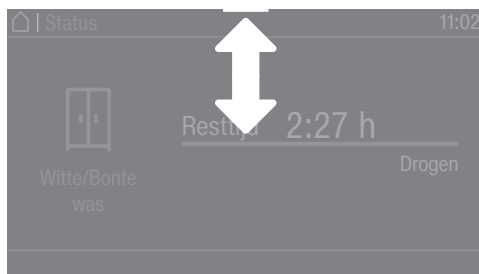 | Status 11:02
Resttijd 2:27 h
Drogen
Witte/Bonte
was